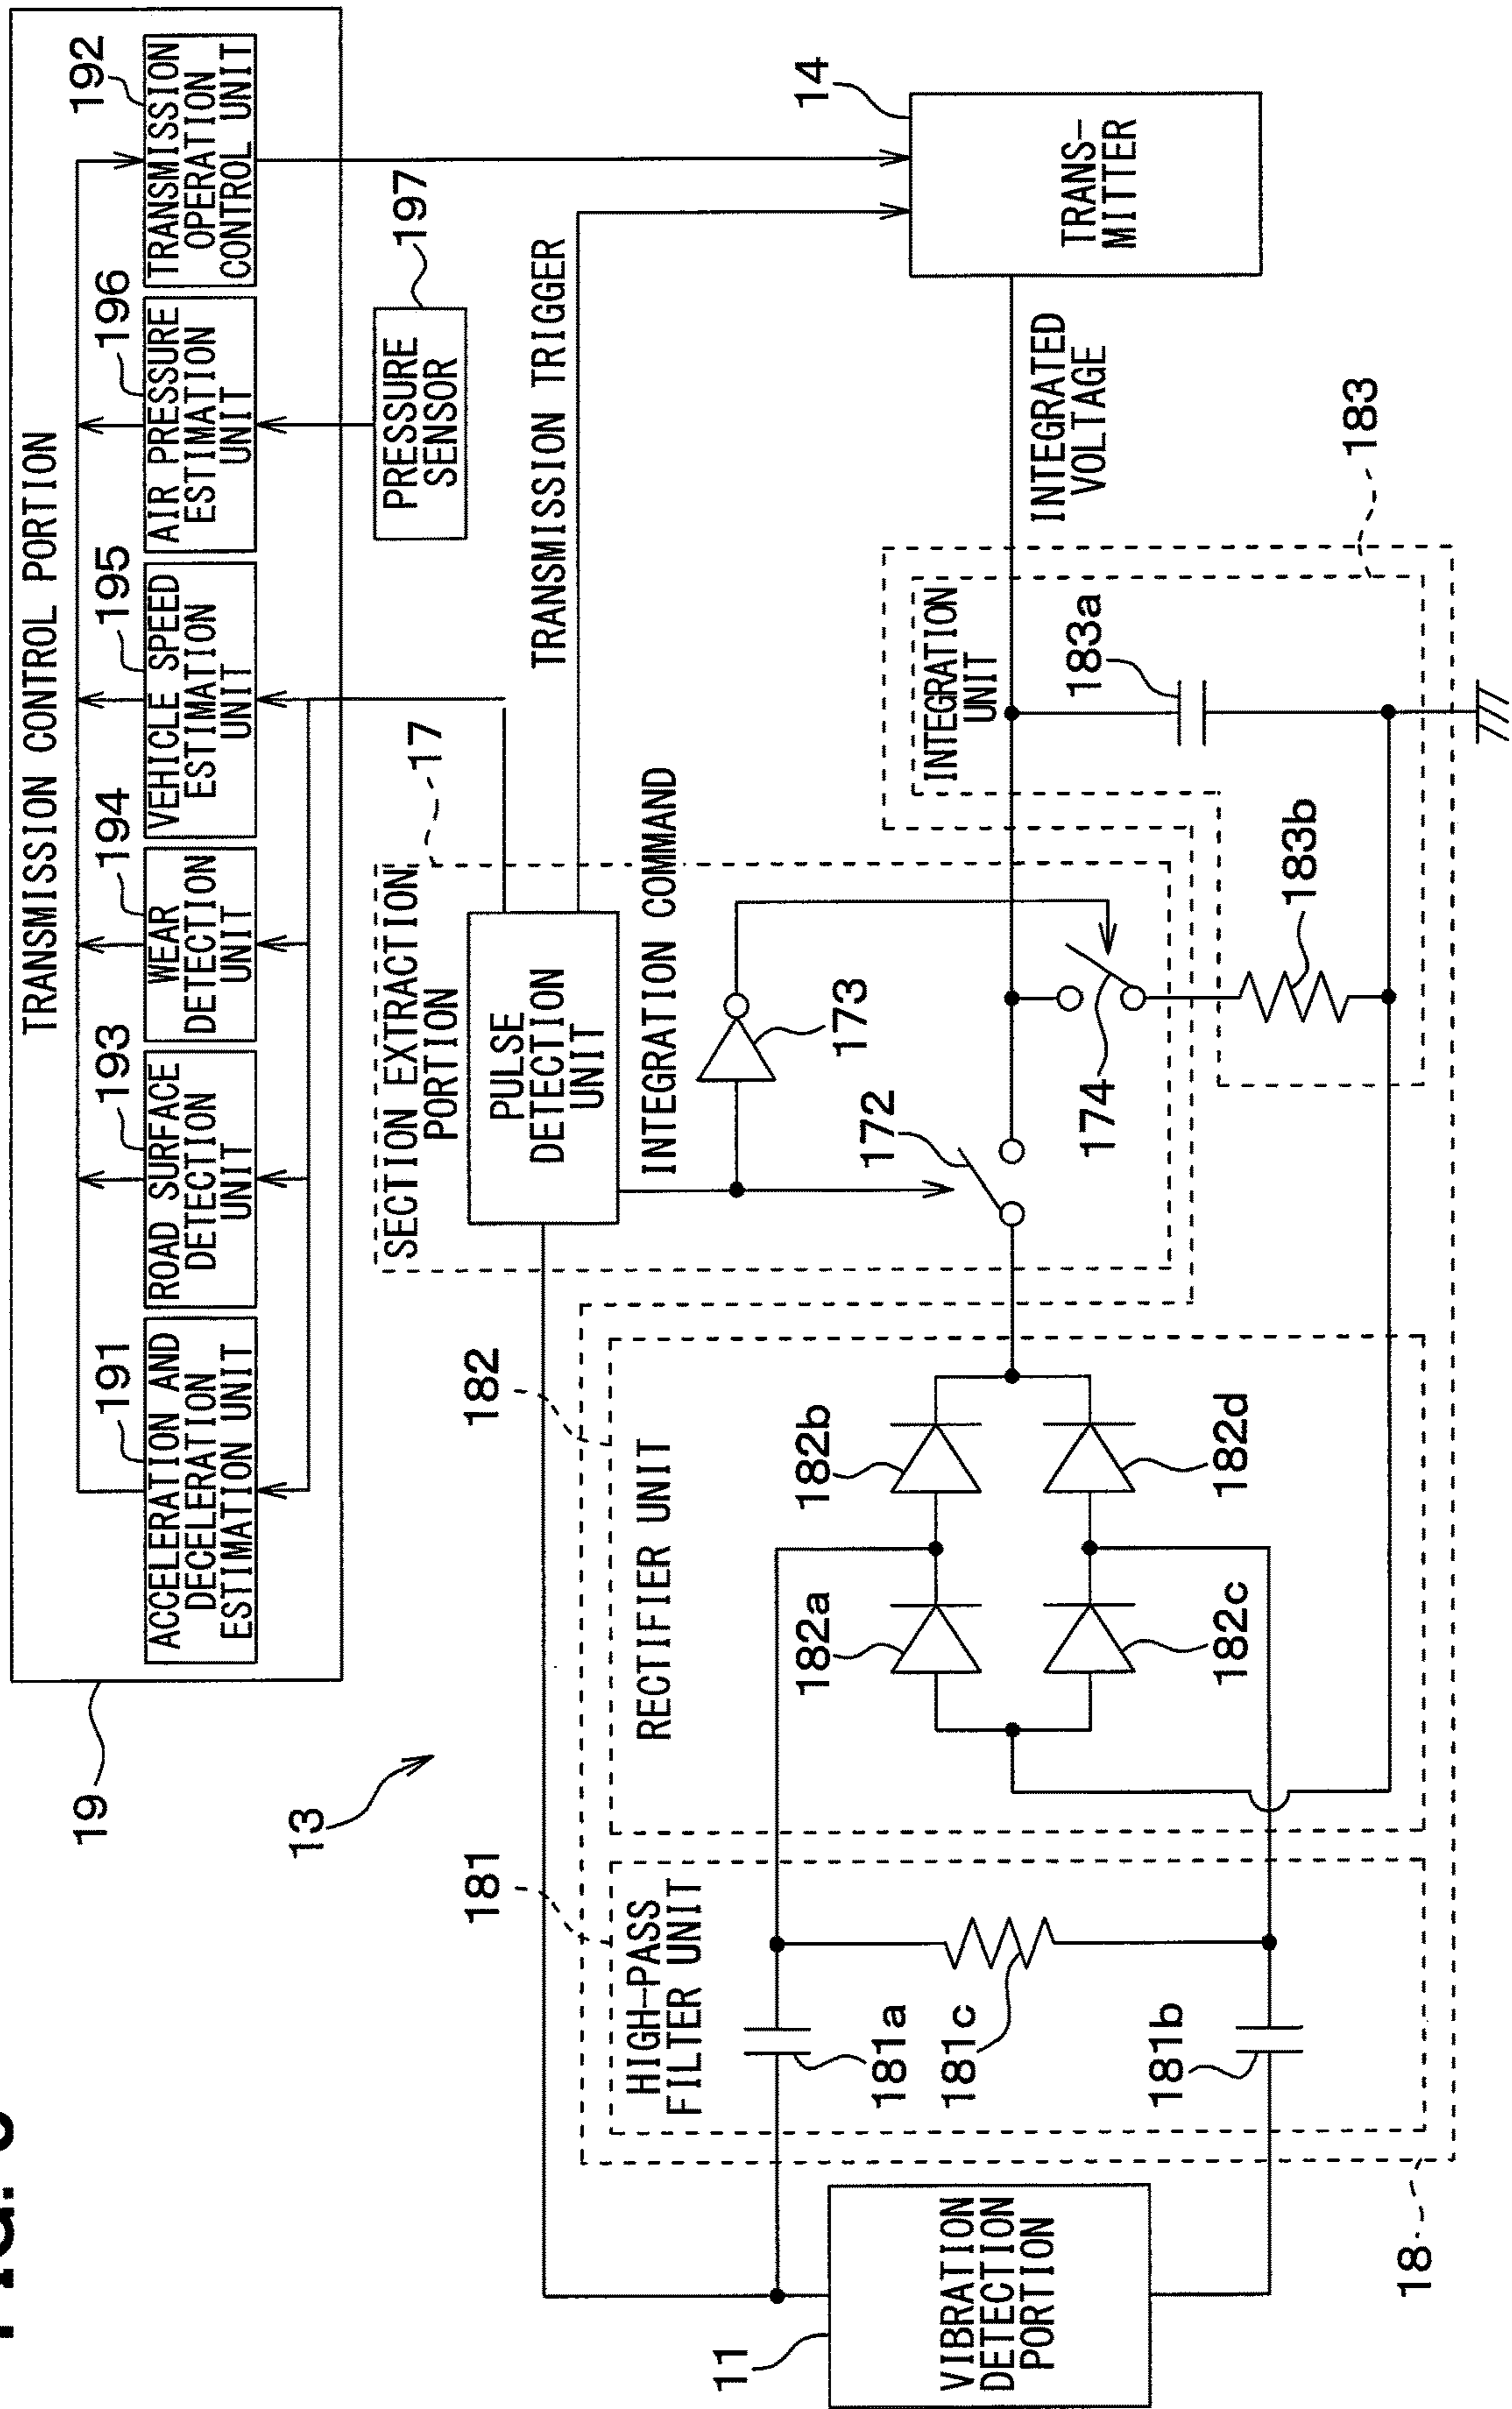 19
TRANSMISSION CONTROL PORTION
191
193
194
195
196
192
ACCELERATION AND
DECELERATION
ESTIMATION UNIT
ROAD SURFACE
DETECTION
UNIT
WEAR
DETECTION
UNIT
VEHICLE SPEED
ESTIMATION
UNIT
AIR PRESSURE
ESTIMATION
UNIT
TRANSMISSION
OPERATION
CONTROL UNIT
13
PRESSURE
SENSOR
197
SECTION EXTRACTION
PORTION
17
PULSE
DETECTION
UNIT
TRANSMISSION TRIGGER
INTEGRATION COMMAND
173
172
174
181
HIGH-PASS
FILTER UNIT
181a
181c
181b
182
RECTIFIER UNIT
182a
182b
182c
182d
11
VIBRATION
DETECTION
PORTION
18
INTEGRATION
UNIT
183a
183b
183
INTEGRATED
VOLTAGE
14
TRANS-
MITTER